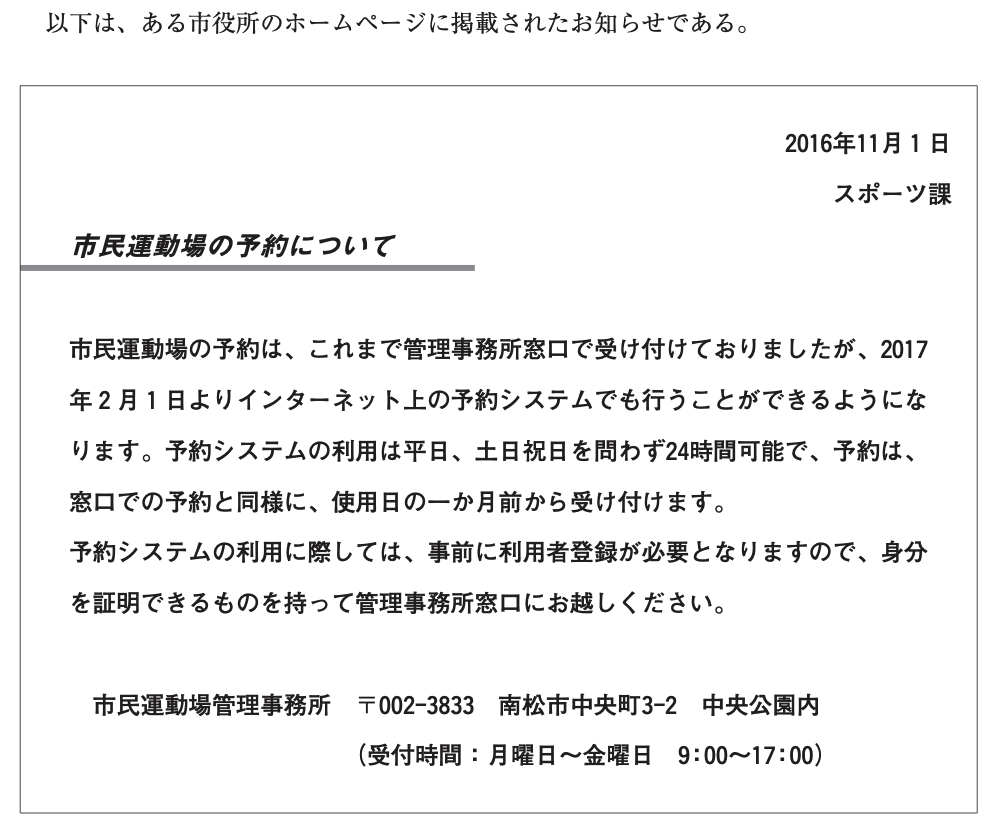 以下は、ある市役所のホームページに掲載されたお知らせである。
2016年11月1日
スポーツ課
市民運動場の予約について
市民運動場の予約は、これまで管理事務所窓口で受け付けておりましたが、2017
年2月1日よりインターネット上の予約システムでも行うことができるようにな
ります。予約システムの利用は平日、土日祝日を問わず24時間可能で、予約は、
窓口での予約と同様に、使用日の一か月前から受け付けます。
予約システムの利用に際しては、事前に利用者登録が必要となりますので、身分
を証明できるものを持って管理事務所窓口にお越しください。
市民運動場管理事務所　〒002-3833　南松市中央町3-2　中央公園内
（受付時間：月曜日～金曜日　9:00～17:00）